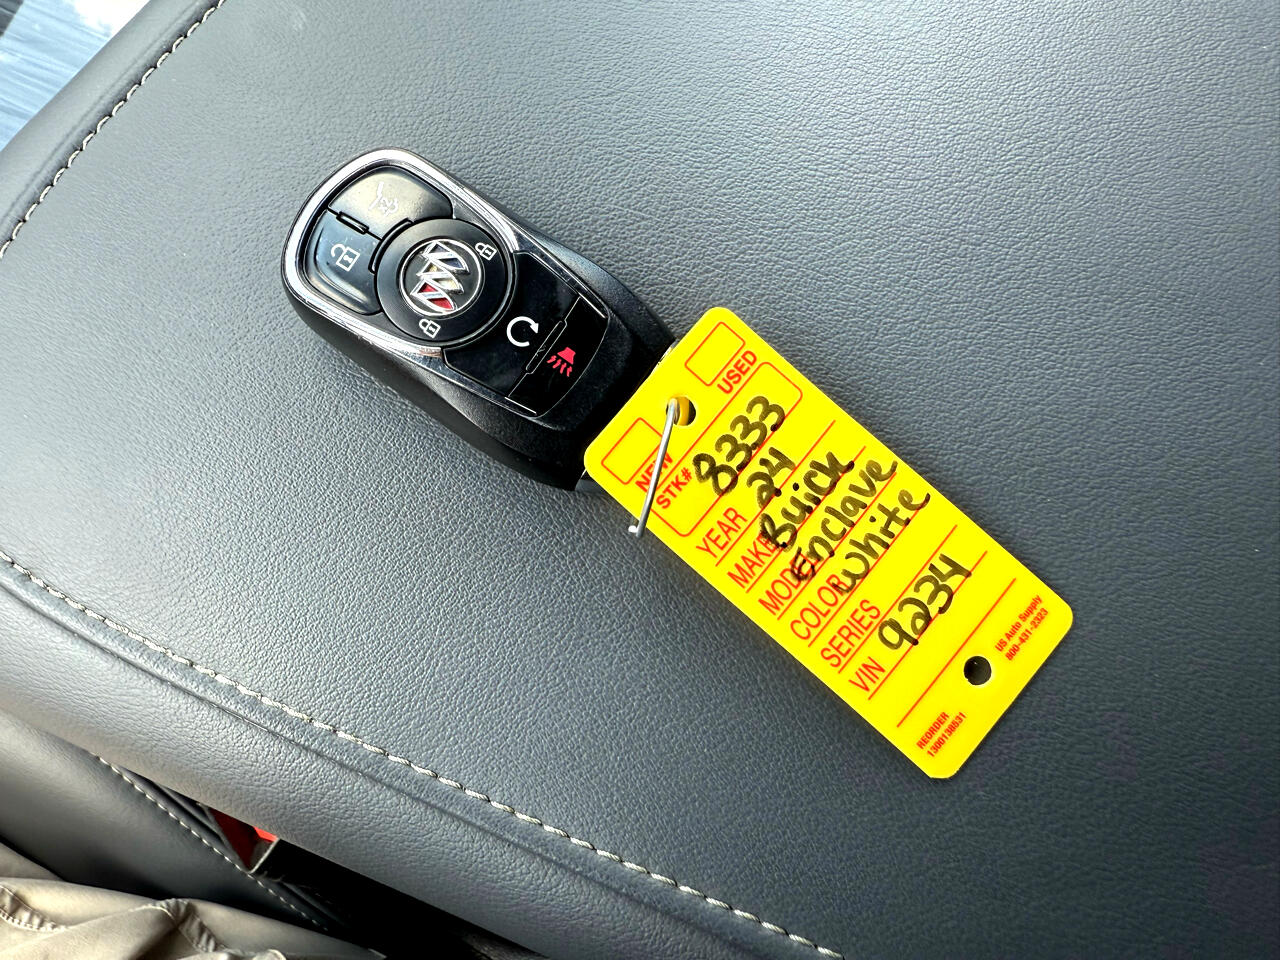 USED
NEW
STK# 8333
YEAR 24
MAKE Buick
MODEL Enclave
COLOR White
SERIES
VIN 9234
US Auto Supply
800-431-2323
REORDER
1300138531